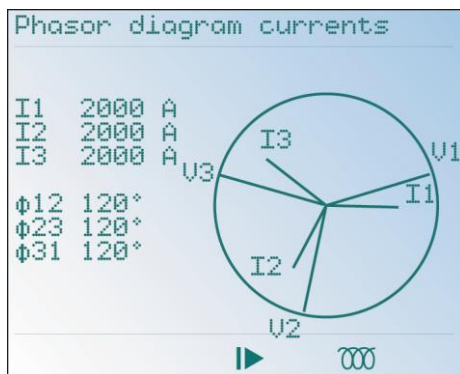 Phasor diagram currents
I1 2000 A
I2 2000 A
I3 2000 A
ϕ12 120°
ϕ23 120°
ϕ31 120°
I3
V1
V3
I1
I2
V2